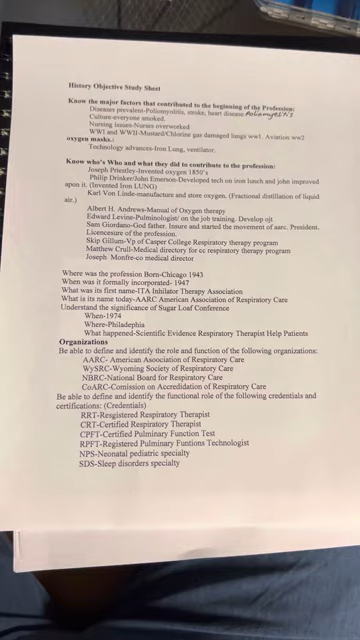 History Objective Study Sheet
Know the major factors that contributed to the beginning of the Profession:
Diseases prevalent-Poliomyolitis, stroke, heart disease Poliomyelitis
Culture-everyone smoked.
Nursing issues-Nurses overworked
WWI and WWII-Mustard/Chlorine gas damaged lungs ww1. Aviation ww2
oxygen masks.:
Technology advances-Iron Lung, ventilator.
Know who's Who and what they did to contribute to the profession:
Joseph Priestley-Invented oxygen 1850's
Philip Drinker/John Emerson-Developed tech on iron lunch and john improved
apon it. (Invented Iron LUNG)
Karl Von Linde-manufacture and store oxygen. (Fractional distillation of liquid
air.)
Albert H. Andrews-Manual of Oxygen therapy
Edward Levine-Pulminologist/ on the job training. Develop ojt
Sam Giordano-God father. Insure and started the movement of aarc. President.
Licencesure of the profession.
Skip Gillum-Vp of Casper College Respiratory therapy program
Matthew Crull-Medical directory for cc respiratory therapy program
Joseph Monfre-co medical director
Where was the profession Born-Chicago 1943
When was it formally incorporated- 1947
What was its first name-ITA Inhilator Therapy Association
What is its name today-AARC American Association of Respiratory Care
Understand the significance of Sugar Loaf Conference
When-1974
Where-Philadephia
What happened-Scientific Evidence Respiratory Therapist Help Patients
Organizations
Be able to define and identify the role and function of the following organizations:
AARC- American Association of Respiratory Care
WySRC-Wyoming Society of Respiratory Care
NBRC-National Board for Respiratory Care
CoARC-Comission on Accredidation of Respiratory Care
Be able to define and identify the functional role of the following credentials and
certifications: (Credentials)
RRT-Resgistered Respiratory Therapist
CRT-Certified Respiratory Therapist
CPFT-Certified Pulminary Function Test
RPFT-Registered Pulminary Funtions Technologist
NPS-Neonatal pediatric specialty
SDS-Sleep disorders specialty